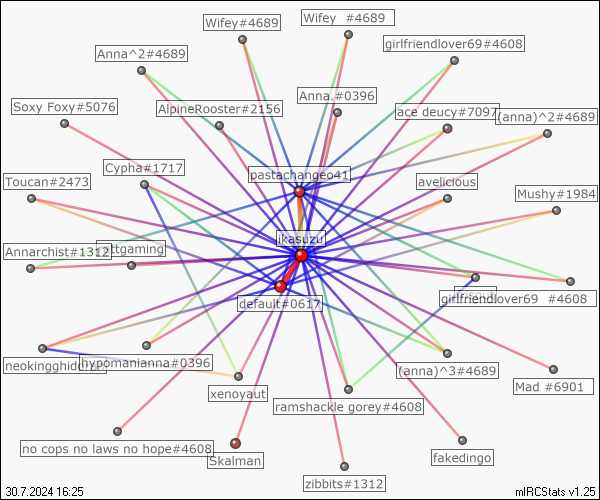 Wifey#4689
Wifey #4689
girlfriendlover69#4608
Anna^2#4689
Anna.#0396
Soxy Foxy#5076
AlpineRooster#2156
ace deucy#7097
(anna)^2#4689
Cypha#1717
pastachangeo41
avelicious
Toucan#2473
Mushy#1984
ikasuzu
Annarchist#1312
default#0617
girlfriendlover69 #4608
hypomanianna#0396
(anna)^3#4689
Mad #6901
xenoyaut
ramshackle gorey#4608
no cops no laws no hope#4608
Skalman
fakedingo
zibbits#1312
30.7.2024 16:25
mIRCStats v1.25